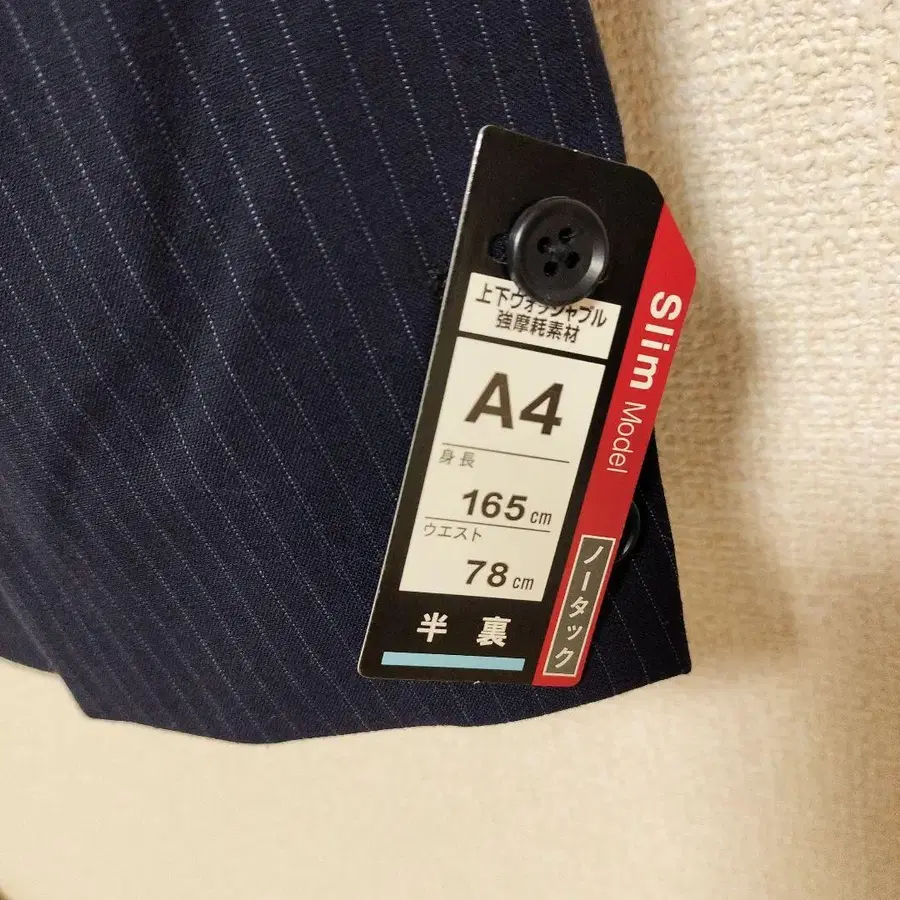 上下ウォッシャブル
強摩耗素材
A4
身長
165cm
ウエスト
78cm
半裏
Slim Model
ノータック